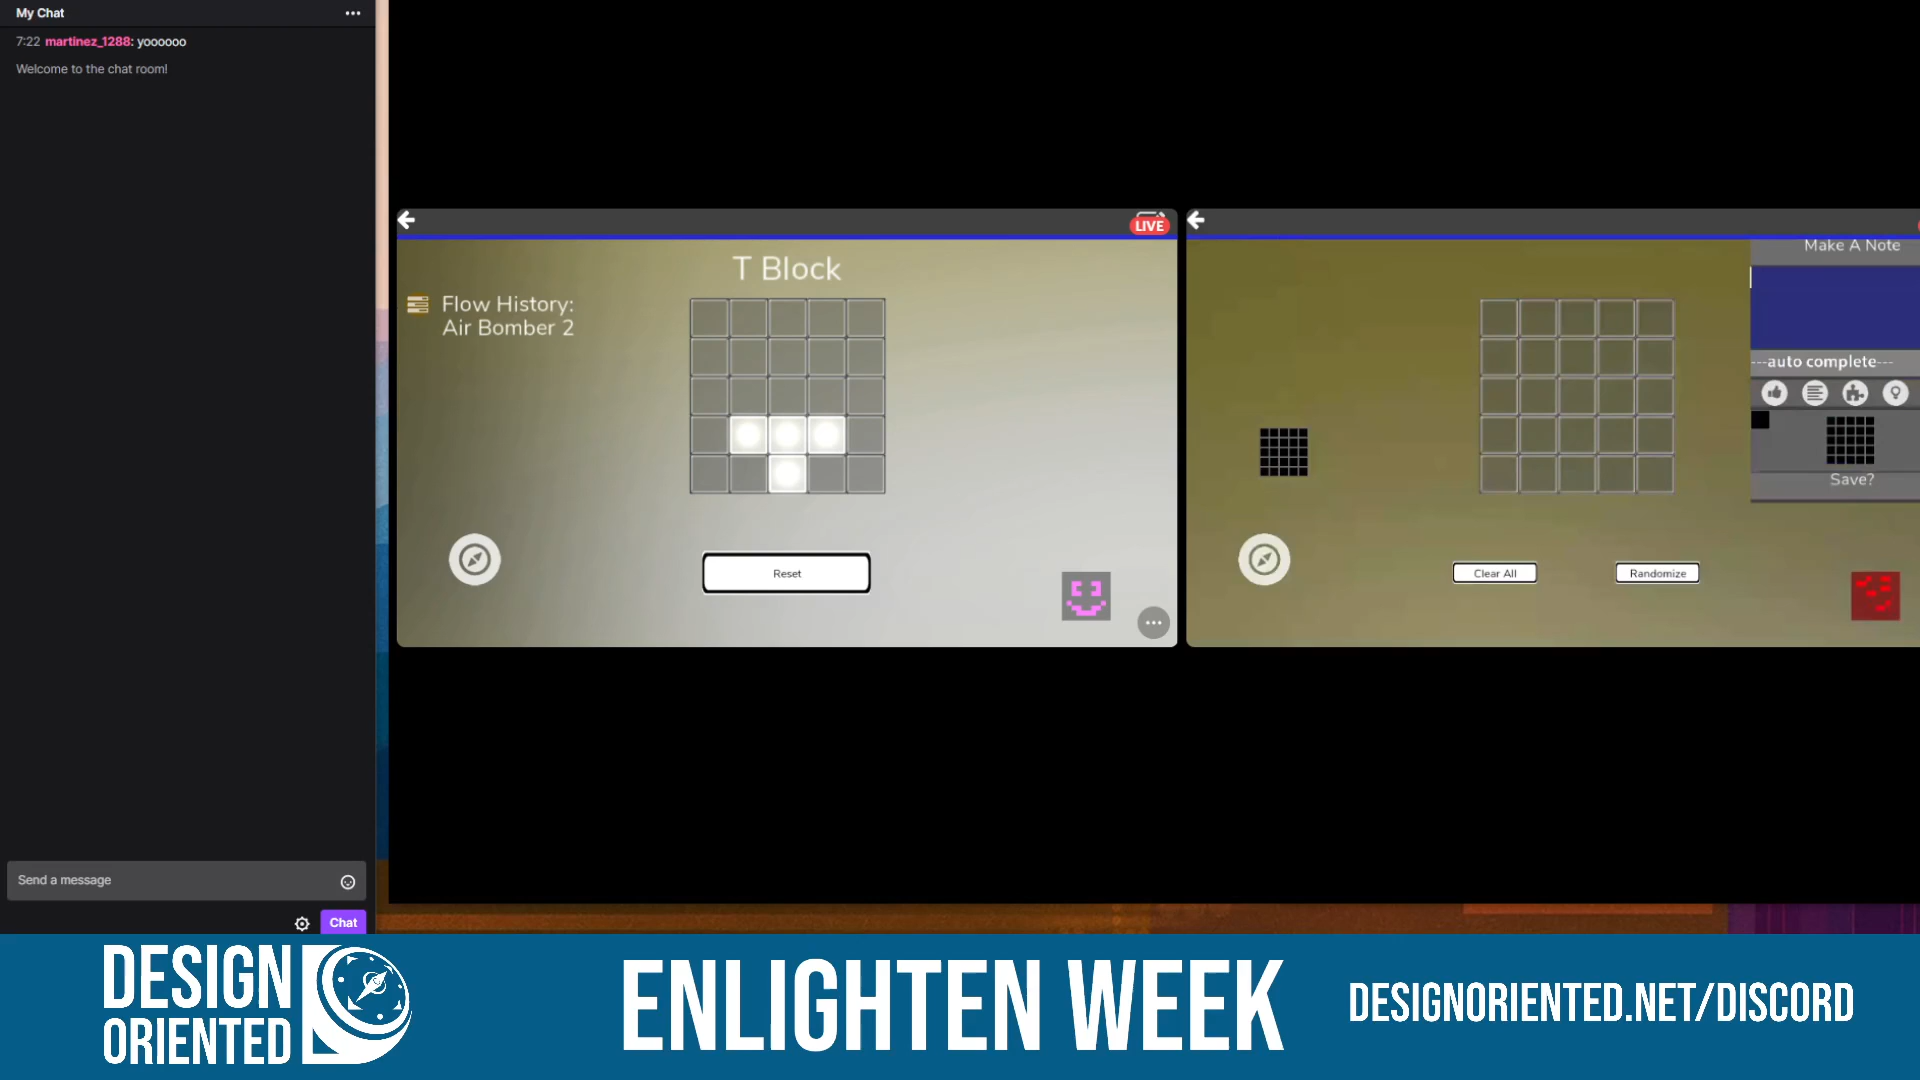 My Chat
7:22 martinez_1288: yoooooo
Welcome to the chat room!
LIVE
T Block
Flow History:
Air Bomber 2
Reset
Make A Note
---auto complete---
Save?
Clear All
Randomize
Send a message
Chat
DESIGN
ORIENTED
ENLIGHTEN WEEK
DESIGNORIENTED.NET/DISCORD